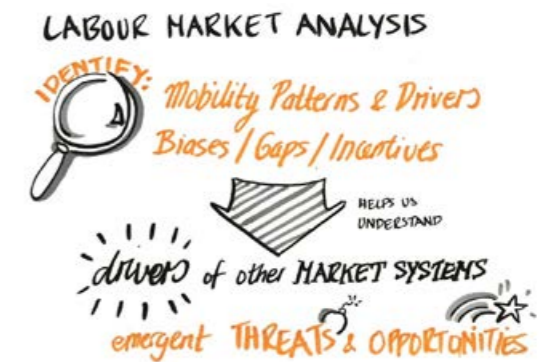 LABOUR MARKET ANALYSIS
IDENTIFY:
Mobility Patterns & Drivers
Biases / Gaps / Incentives
HELPS US
UNDERSTAND
drivers of other MARKET SYSTEMS
emergent THREATS & OPPORTUNITIES